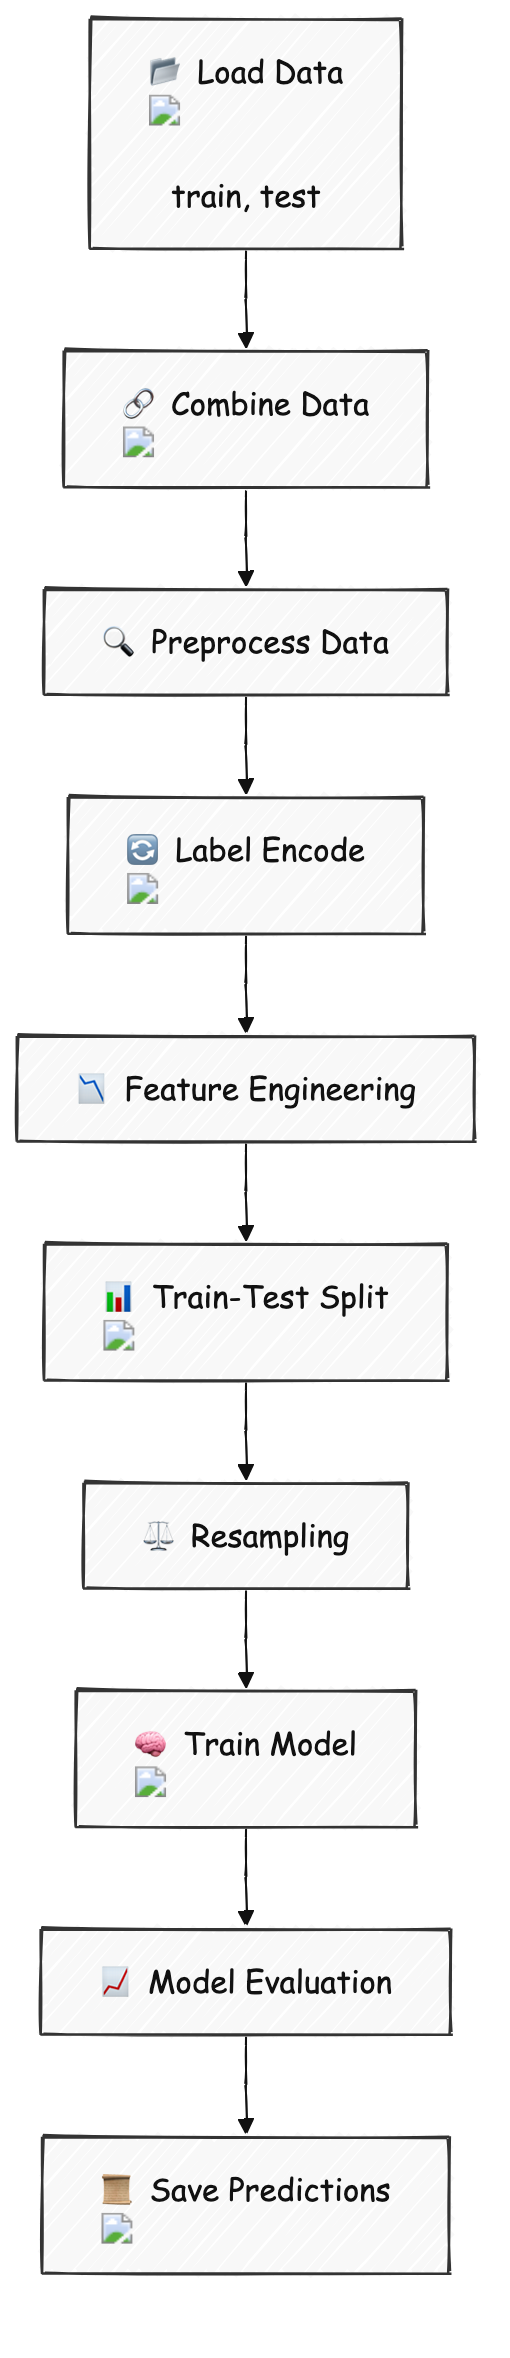 Load Data
train, test
Combine Data
Preprocess Data
Label Encode
Feature Engineering
Train-Test Split
Resampling
Train Model
Model Evaluation
Save Predictions